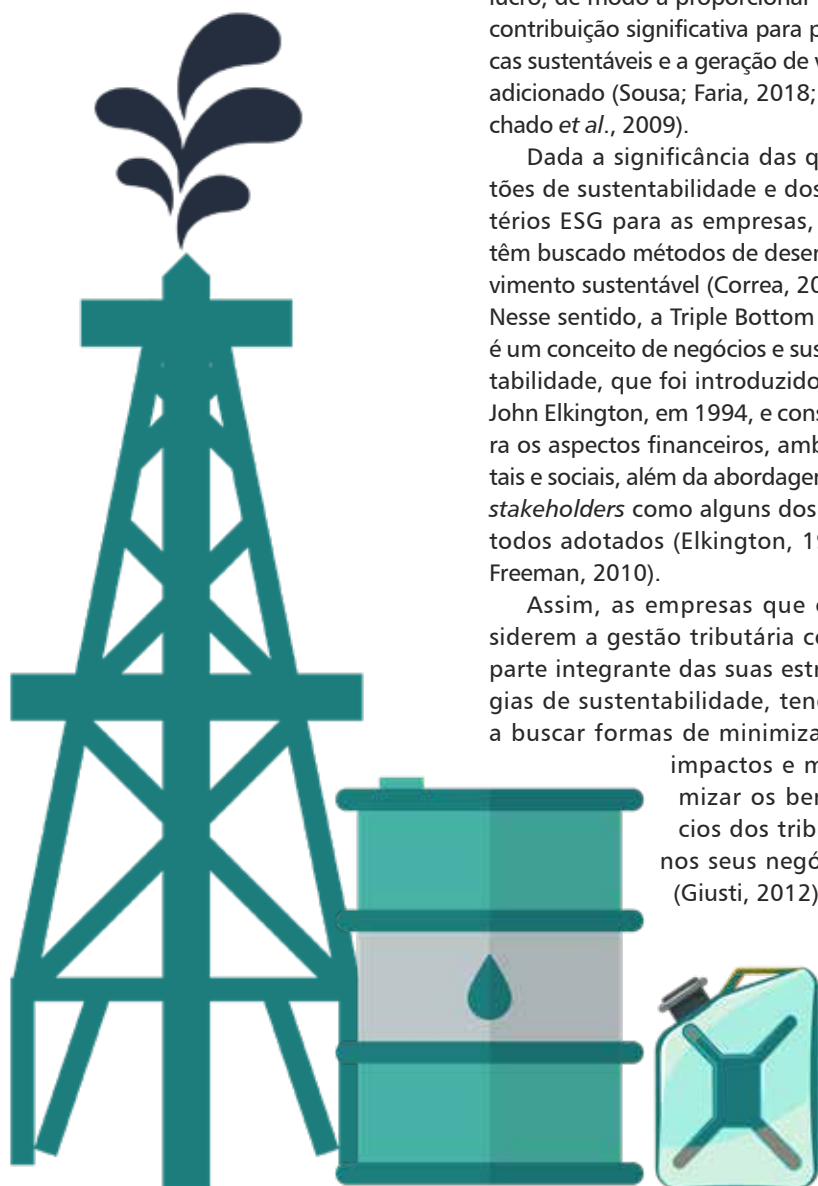 lucro, de modo a proporcionar
contribuição significativa para p
cas sustentáveis e a geração de v
adicionado (Sousa; Faria, 2018;
chado et al., 2009).
Dada a significância das q
tões de sustentabilidade e dos
térios ESG para as empresas,
têm buscado métodos de desen
vimento sustentável (Correa, 20
Nesse sentido, a Triple Bottom
é um conceito de negócios e sus
tabilidade, que foi introduzido
John Elkington, em 1994, e cons
ra os aspectos financeiros, amb
tais e sociais, além da abordagem
stakeholders como alguns dos
todos adotados (Elkington, 19
Freeman, 2010).
Assim, as empresas que c
siderem a gestão tributária co
parte integrante das suas estr
gias de sustentabilidade, tend
a buscar formas de minimiza
impactos e m
mizar os ben
cios dos trib
nos seus negó
(Giusti, 2012)